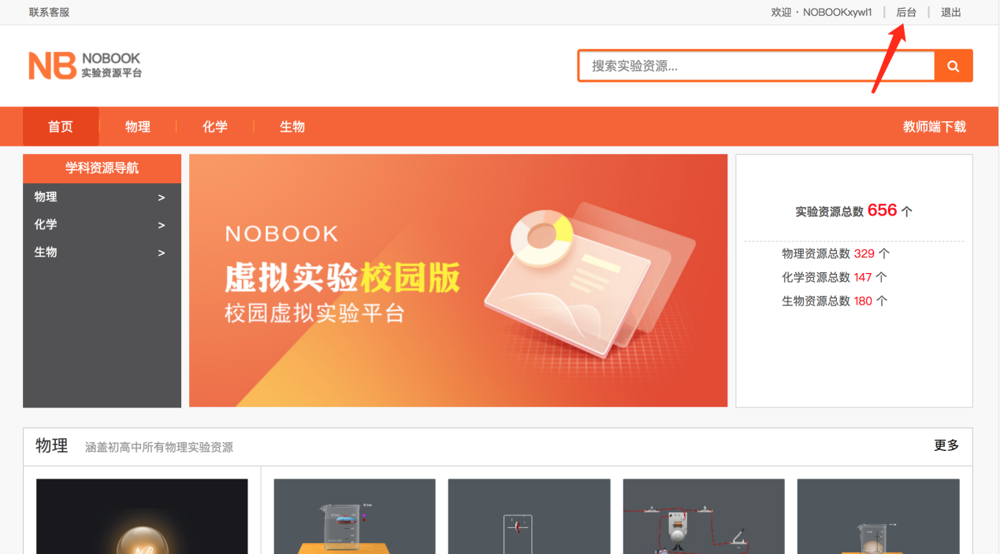 联系客服
欢迎 · NOBOOKxywl1 | 后台 | 退出
NB NOBOOK
实验资源平台
搜索实验资源...
首页 物理 化学 生物 教师端下载
学科资源导航
物理 >
化学 >
生物 >
NOBOOK
虚拟实验校园版
校园虚拟实验平台
实验资源总数 656 个
物理资源总数 329 个
化学资源总数 147 个
生物资源总数 180 个
物理 涵盖初高中所有物理实验资源 更多
NB